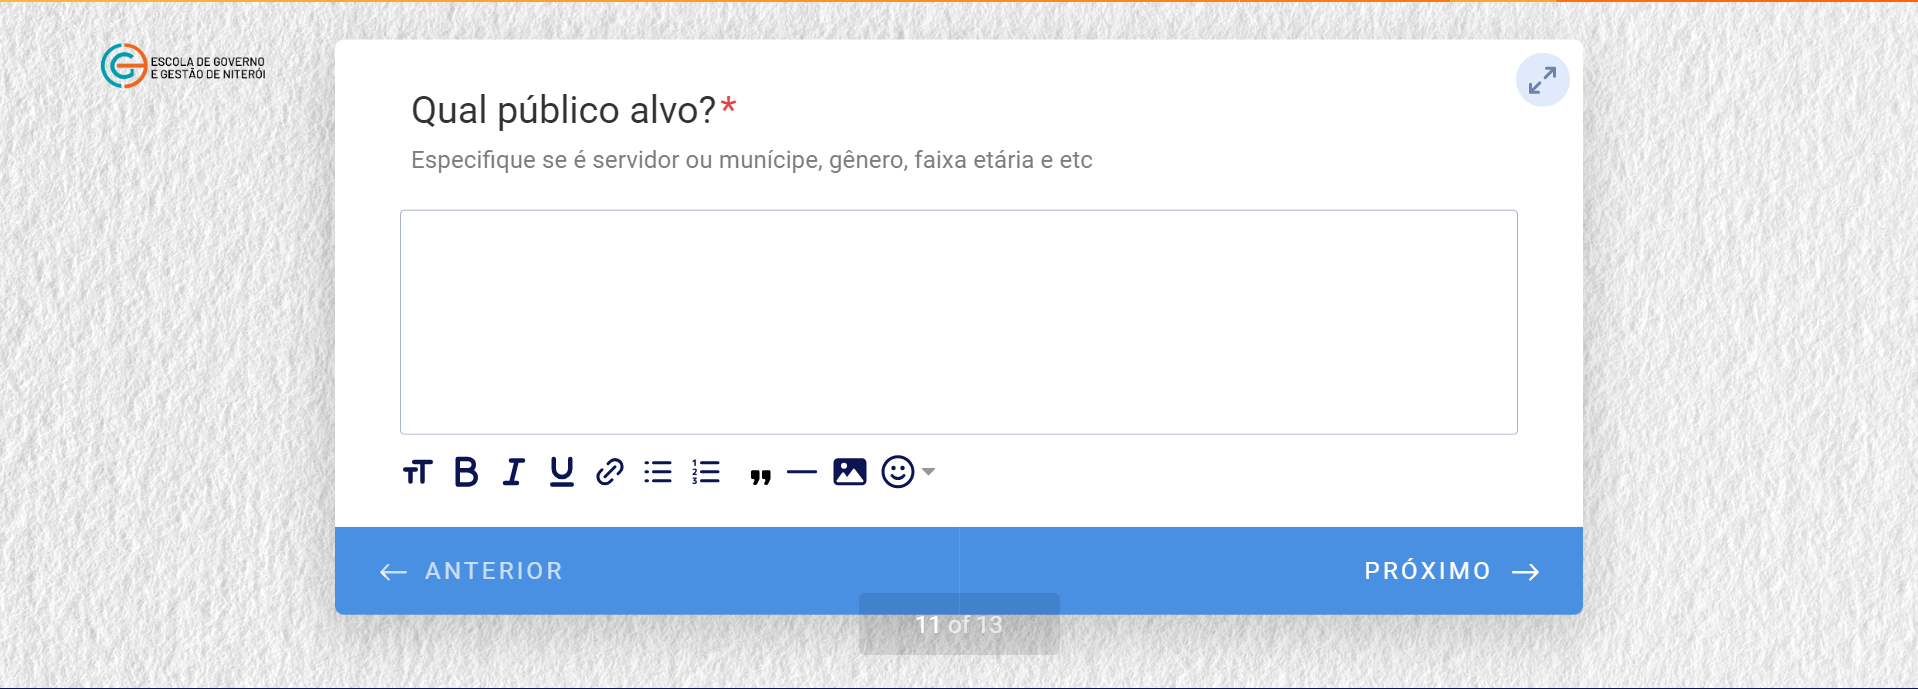 ESCOLA DE GOVERNO
E GESTÃO DE NITERÓI
Qual público alvo?*
Especifique se é servidor ou munícipe, gênero, faixa etária e etc
ANTERIOR
PRÓXIMO
11 of 13